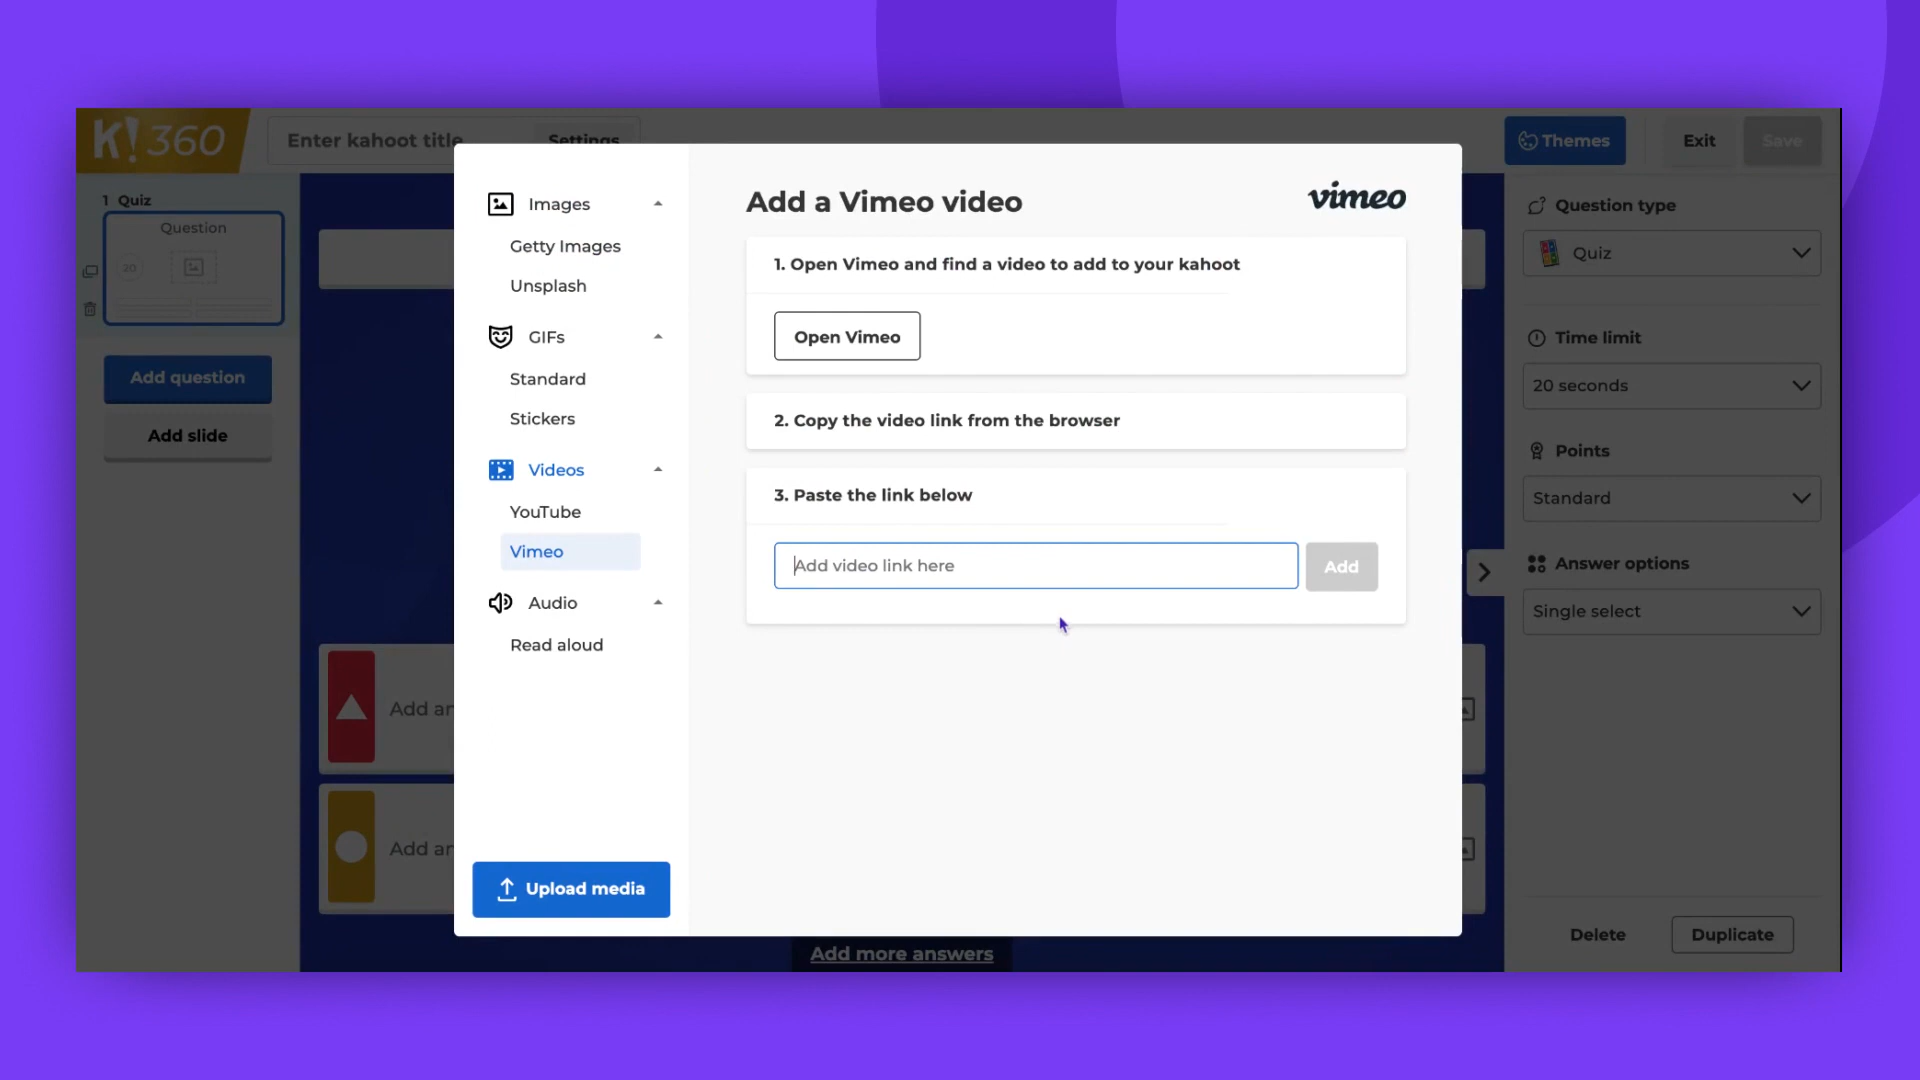 K! 360
Enter kahoot title
Settings
Themes
Exit
Save
1 Quiz
Question
20
Add question
Add slide
Images
Getty Images
Unsplash
GIFs
Standard
Stickers
Videos
YouTube
Vimeo
Audio
Read aloud
Upload media
Add a Vimeo video
vimeo
1. Open Vimeo and find a video to add to your kahoot
Open Vimeo
2. Copy the video link from the browser
3. Paste the link below
Add video link here
Add
Add an
Add an
Add more answers
Question type
Quiz
Time limit
20 seconds
Points
Standard
Answer options
Single select
Delete
Duplicate